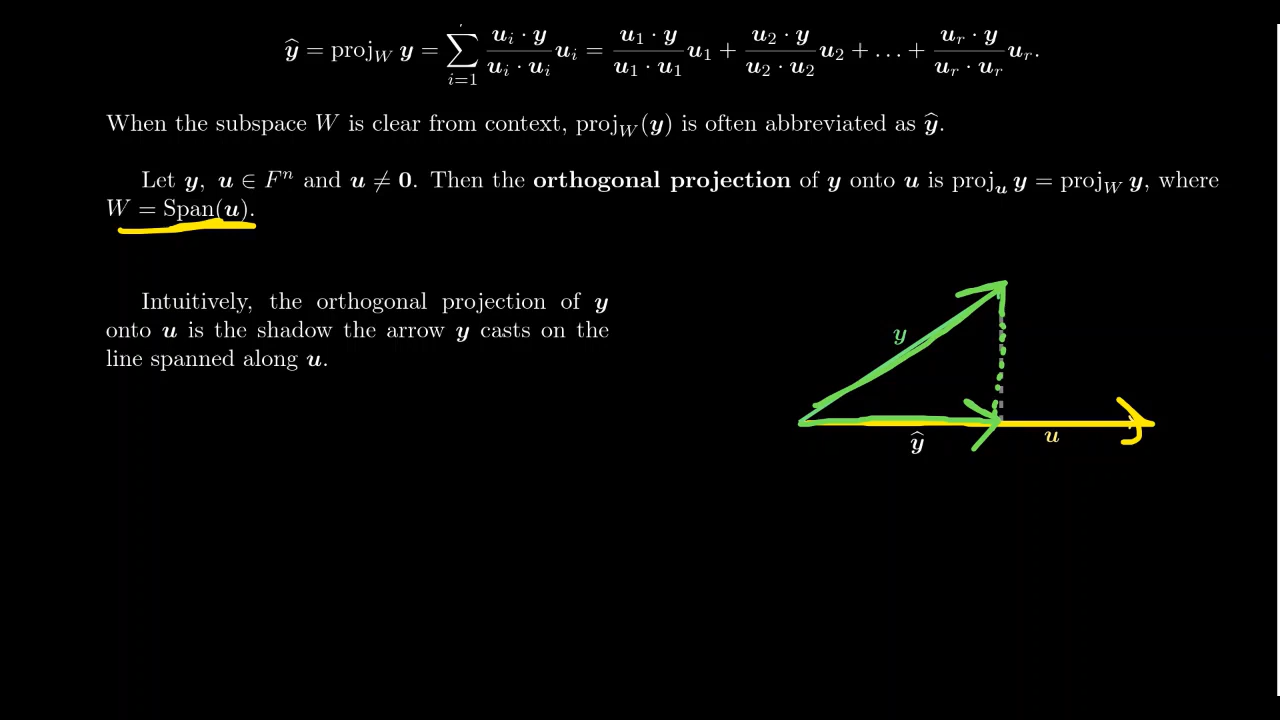 ŷ = proj_W y = ∑_{i=1} (u_i · y)/(u_i · u_i) u_i = (u_1 · y)/(u_1 · u_1) u_1 + (u_2 · y)/(u_2 · u_2) u_2 + … + (u_r · y)/(u_r · u_r) u_r.
When the subspace W is clear from context, proj_W(y) is often abbreviated as ŷ.
Let y, u ∈ F^n and u ≠ 0. Then the orthogonal projection of y onto u is proj_u y = proj_W y, where
W = Span(u).
Intuitively, the orthogonal projection of y
onto u is the shadow the arrow y casts on the
line spanned along u.
y
ŷ
u